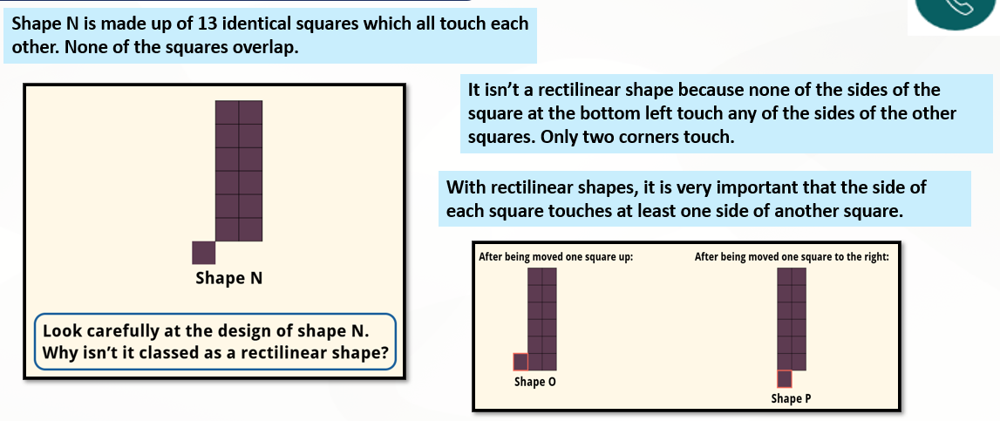 Shape N is made up of 13 identical squares which all touch each
other. None of the squares overlap.
Shape N
Look carefully at the design of shape N.
Why isn’t it classed as a rectilinear shape?
It isn’t a rectilinear shape because none of the sides of the
square at the bottom left touch any of the sides of the other
squares. Only two corners touch.
With rectilinear shapes, it is very important that the side of
each square touches at least one side of another square.
After being moved one square up:
Shape O
After being moved one square to the right:
Shape P